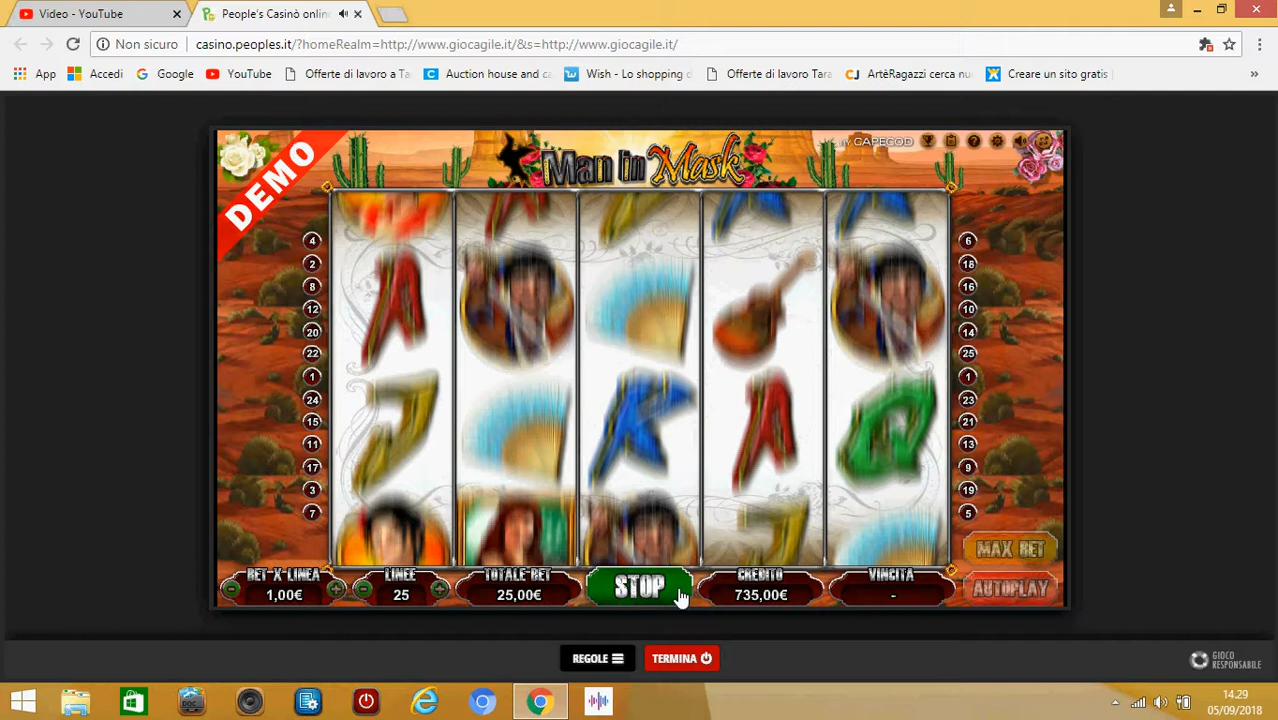 Video - YouTube
People's Casinò online
Non sicuro
casino.peoples.it/?homeRealm=http://www.giocagile.it/&s=http://www.giocagile.it/
App
Accedi
Google
YouTube
Offerte di lavoro a Ta
Auction house and ca
Wish - Lo shopping d
Offerte di lavoro Tara
ArtèRagazzi cerca nu
Creare un sito gratis
»
DEMO
Man in Mask
BY CAPECOD
4
2
8
12
20
22
1
24
15
11
17
3
7
6
18
16
10
14
25
1
23
21
13
9
19
5
A
J
K
A
Q
J
MAX BET
AUTOPLAY
BET-X-LINEA
1,00€
LINEE
25
TOTALE BET
25,00€
STOP
CREDITO
735,00€
VINCITA
-
REGOLE
TERMINA
GIOCO
RESPONSABILE
DOC
14.29
05/09/2018